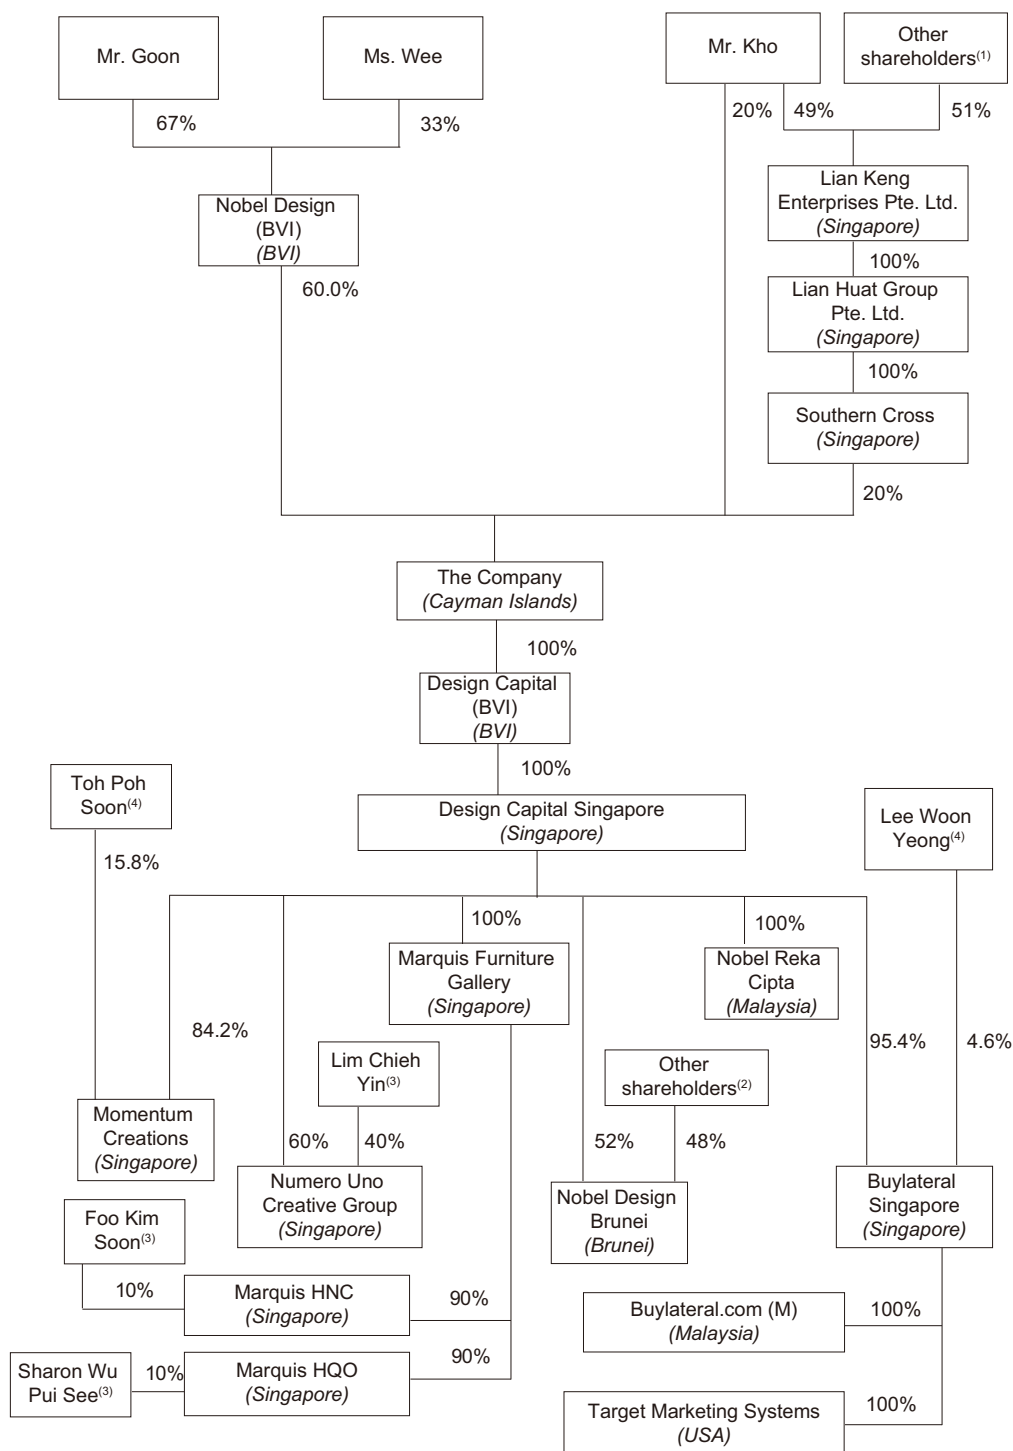 Mr. Goon
Ms. Wee
Mr. Kho
Other
shareholders(1)
67%
33%
20%
49%
51%
Nobel Design
(BVI)
(BVI)
Lian Keng
Enterprises Pte. Ltd.
(Singapore)
100%
60.0%
Lian Huat Group
Pte. Ltd.
(Singapore)
100%
Southern Cross
(Singapore)
20%
The Company
(Cayman Islands)
100%
Design Capital
(BVI)
(BVI)
100%
Toh Poh
Soon(4)
Design Capital Singapore
(Singapore)
Lee Woon
Yeong(4)
15.8%
100%
100%
Marquis Furniture
Gallery
(Singapore)
Nobel Reka
Cipta
(Malaysia)
84.2%
95.4%
4.6%
Lim Chieh
Yin(3)
Other
shareholders(2)
Momentum
Creations
(Singapore)
60%
40%
52%
48%
Numero Uno
Creative Group
(Singapore)
Nobel Design
Brunei
(Brunei)
Buylateral
Singapore
(Singapore)
Foo Kim
Soon(3)
10%
Marquis HNC
(Singapore)
90%
Buylateral.com (M)
(Malaysia)
100%
Sharon Wu
Pui See(3)
10%
Marquis HQO
(Singapore)
90%
Target Marketing Systems
(USA)
100%